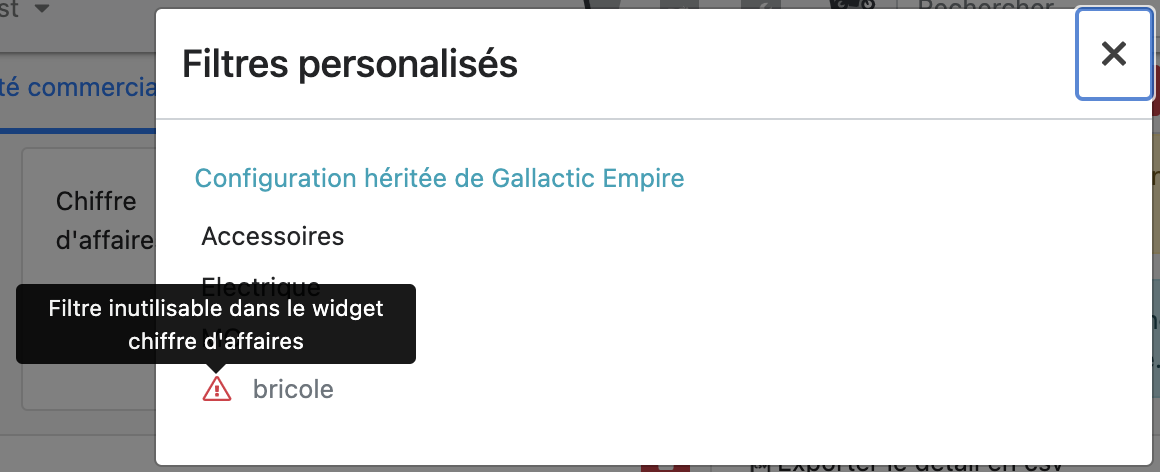 st
Rechercher
Filtres personalisés
té commercia
Configuration héritée de Gallactic Empire
Chiffre
d'affaire
Accessoires
Electrique
Filtre inutilisable dans le widget
chiffre d'affaires
bricole
Exporter le détail en csv